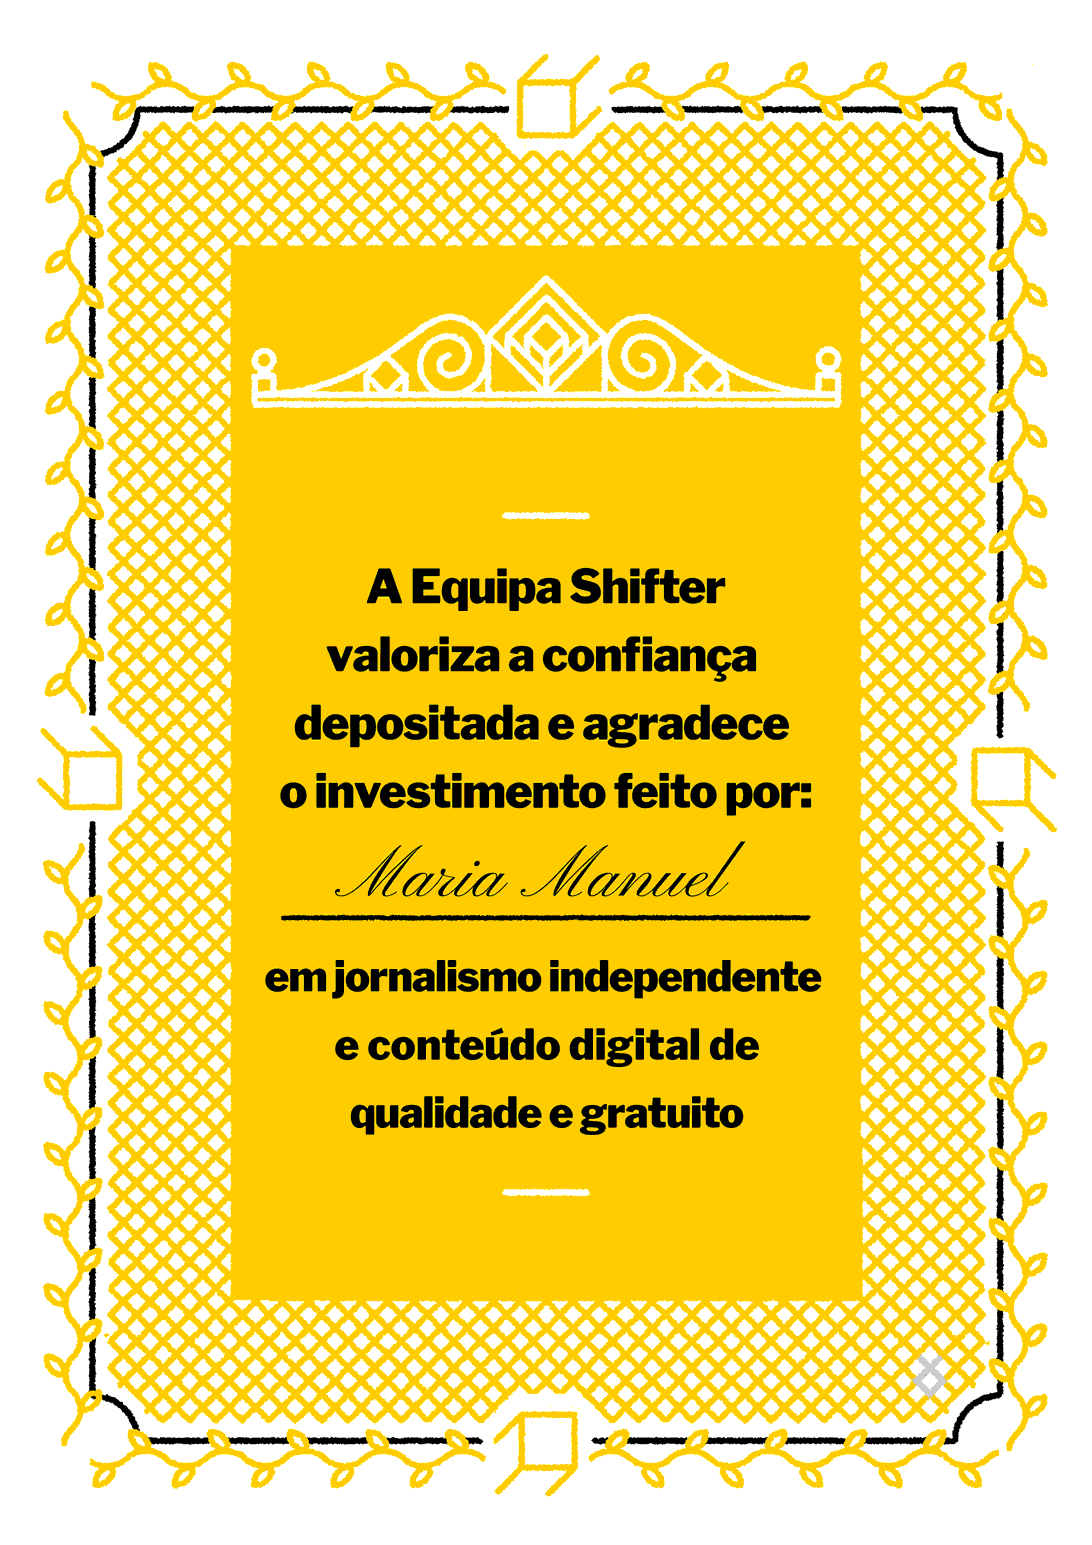 A Equipa Shifter
valoriza a confiança
depositada e agradece
o investimento feito por:
Maria Manuel
em jornalismo independente
e conteúdo digital de
qualidade e gratuito